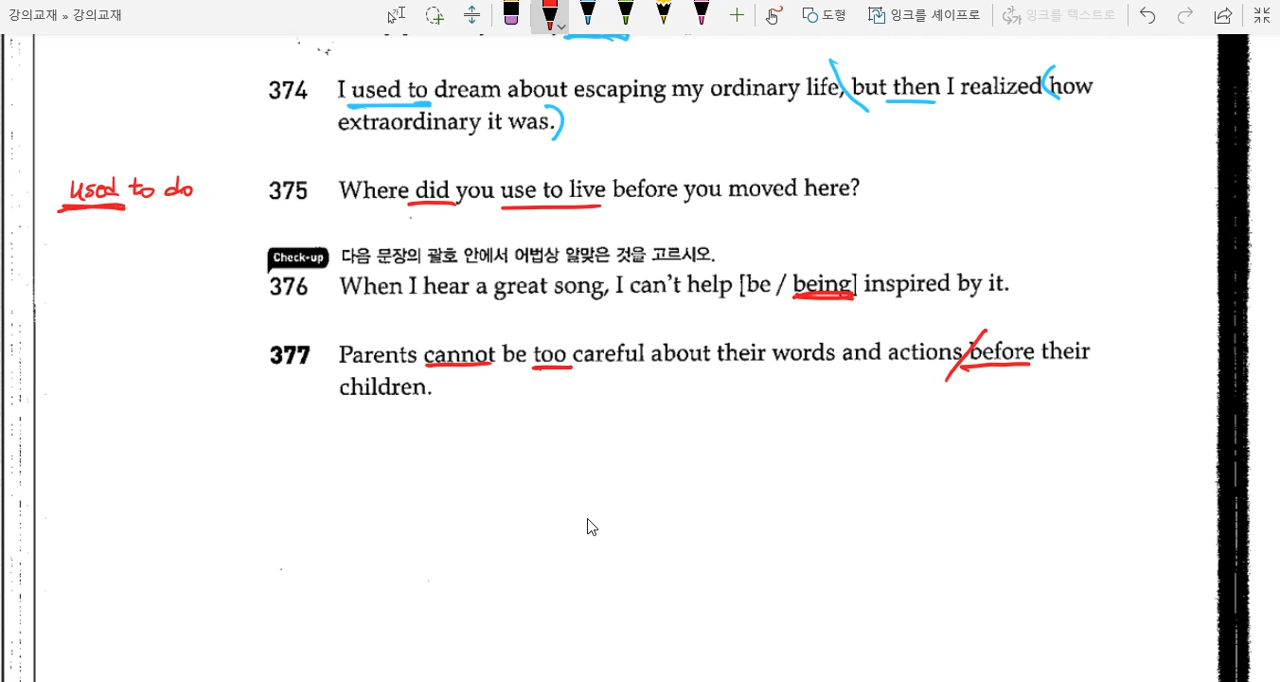 강의교재 » 강의교재
도형
잉크를 셰이프로
잉크를 텍스트로
374 I used to dream about escaping my ordinary life, but then I realized how
extraordinary it was.
used to do
375 Where did you use to live before you moved here?
Check-up 다음 문장의 괄호 안에서 어법상 알맞은 것을 고르시오.
376 When I hear a great song, I can't help [be / being] inspired by it.
377 Parents cannot be too careful about their words and actions before their
children.